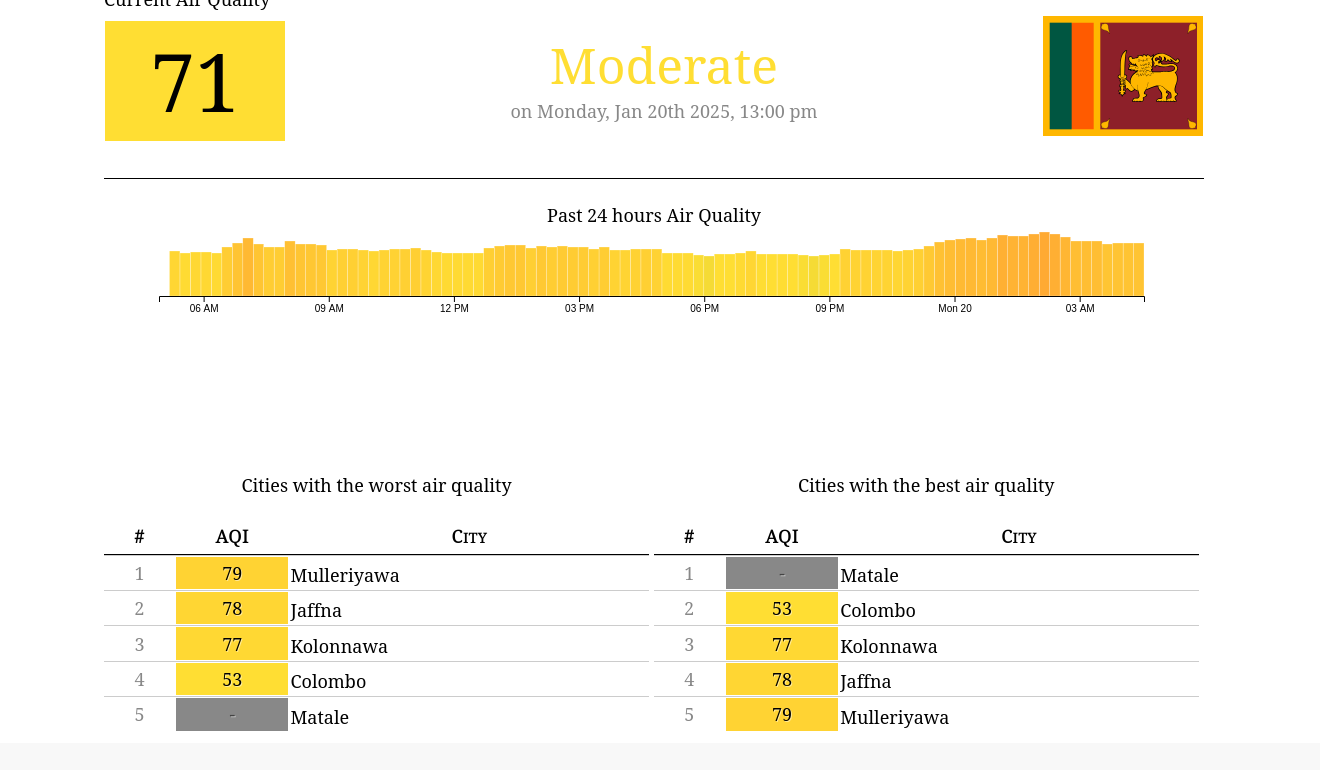 Current Air Quality
71
Moderate
on Monday, Jan 20th 2025, 13:00 pm
Past 24 hours Air Quality
06 AM 09 AM 12 PM 03 PM 06 PM 09 PM Mon 20 03 AM
Cities with the worst air quality
# AQI City
1 79 Mulleriyawa
2 78 Jaffna
3 77 Kolonnawa
4 53 Colombo
5 - Matale
Cities with the best air quality
# AQI City
1 - Matale
2 53 Colombo
3 77 Kolonnawa
4 78 Jaffna
5 79 Mulleriyawa